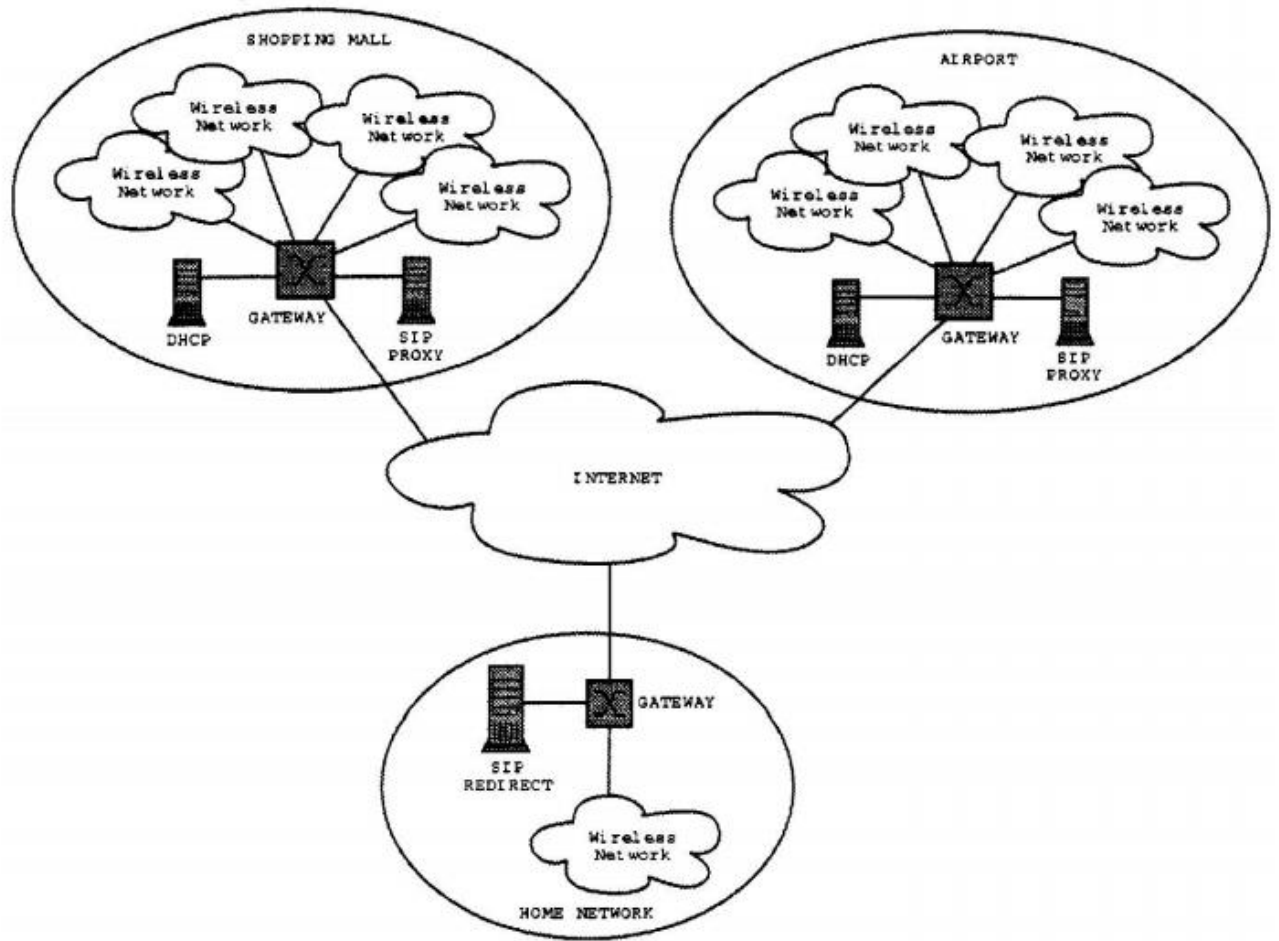 SHOPPING MALL
Wireless
Network
Wireless
Network
Wireless
Network
Wireless
Network
DHCP
GATEWAY
SIP
PROXY
AIRPORT
Wireless
Network
Wireless
Network
Wireless
Network
Wireless
Network
DHCP
GATEWAY
SIP
PROXY
INTERNET
GATEWAY
SIP
REDIRECT
Wireless
Network
HOME NETWORK